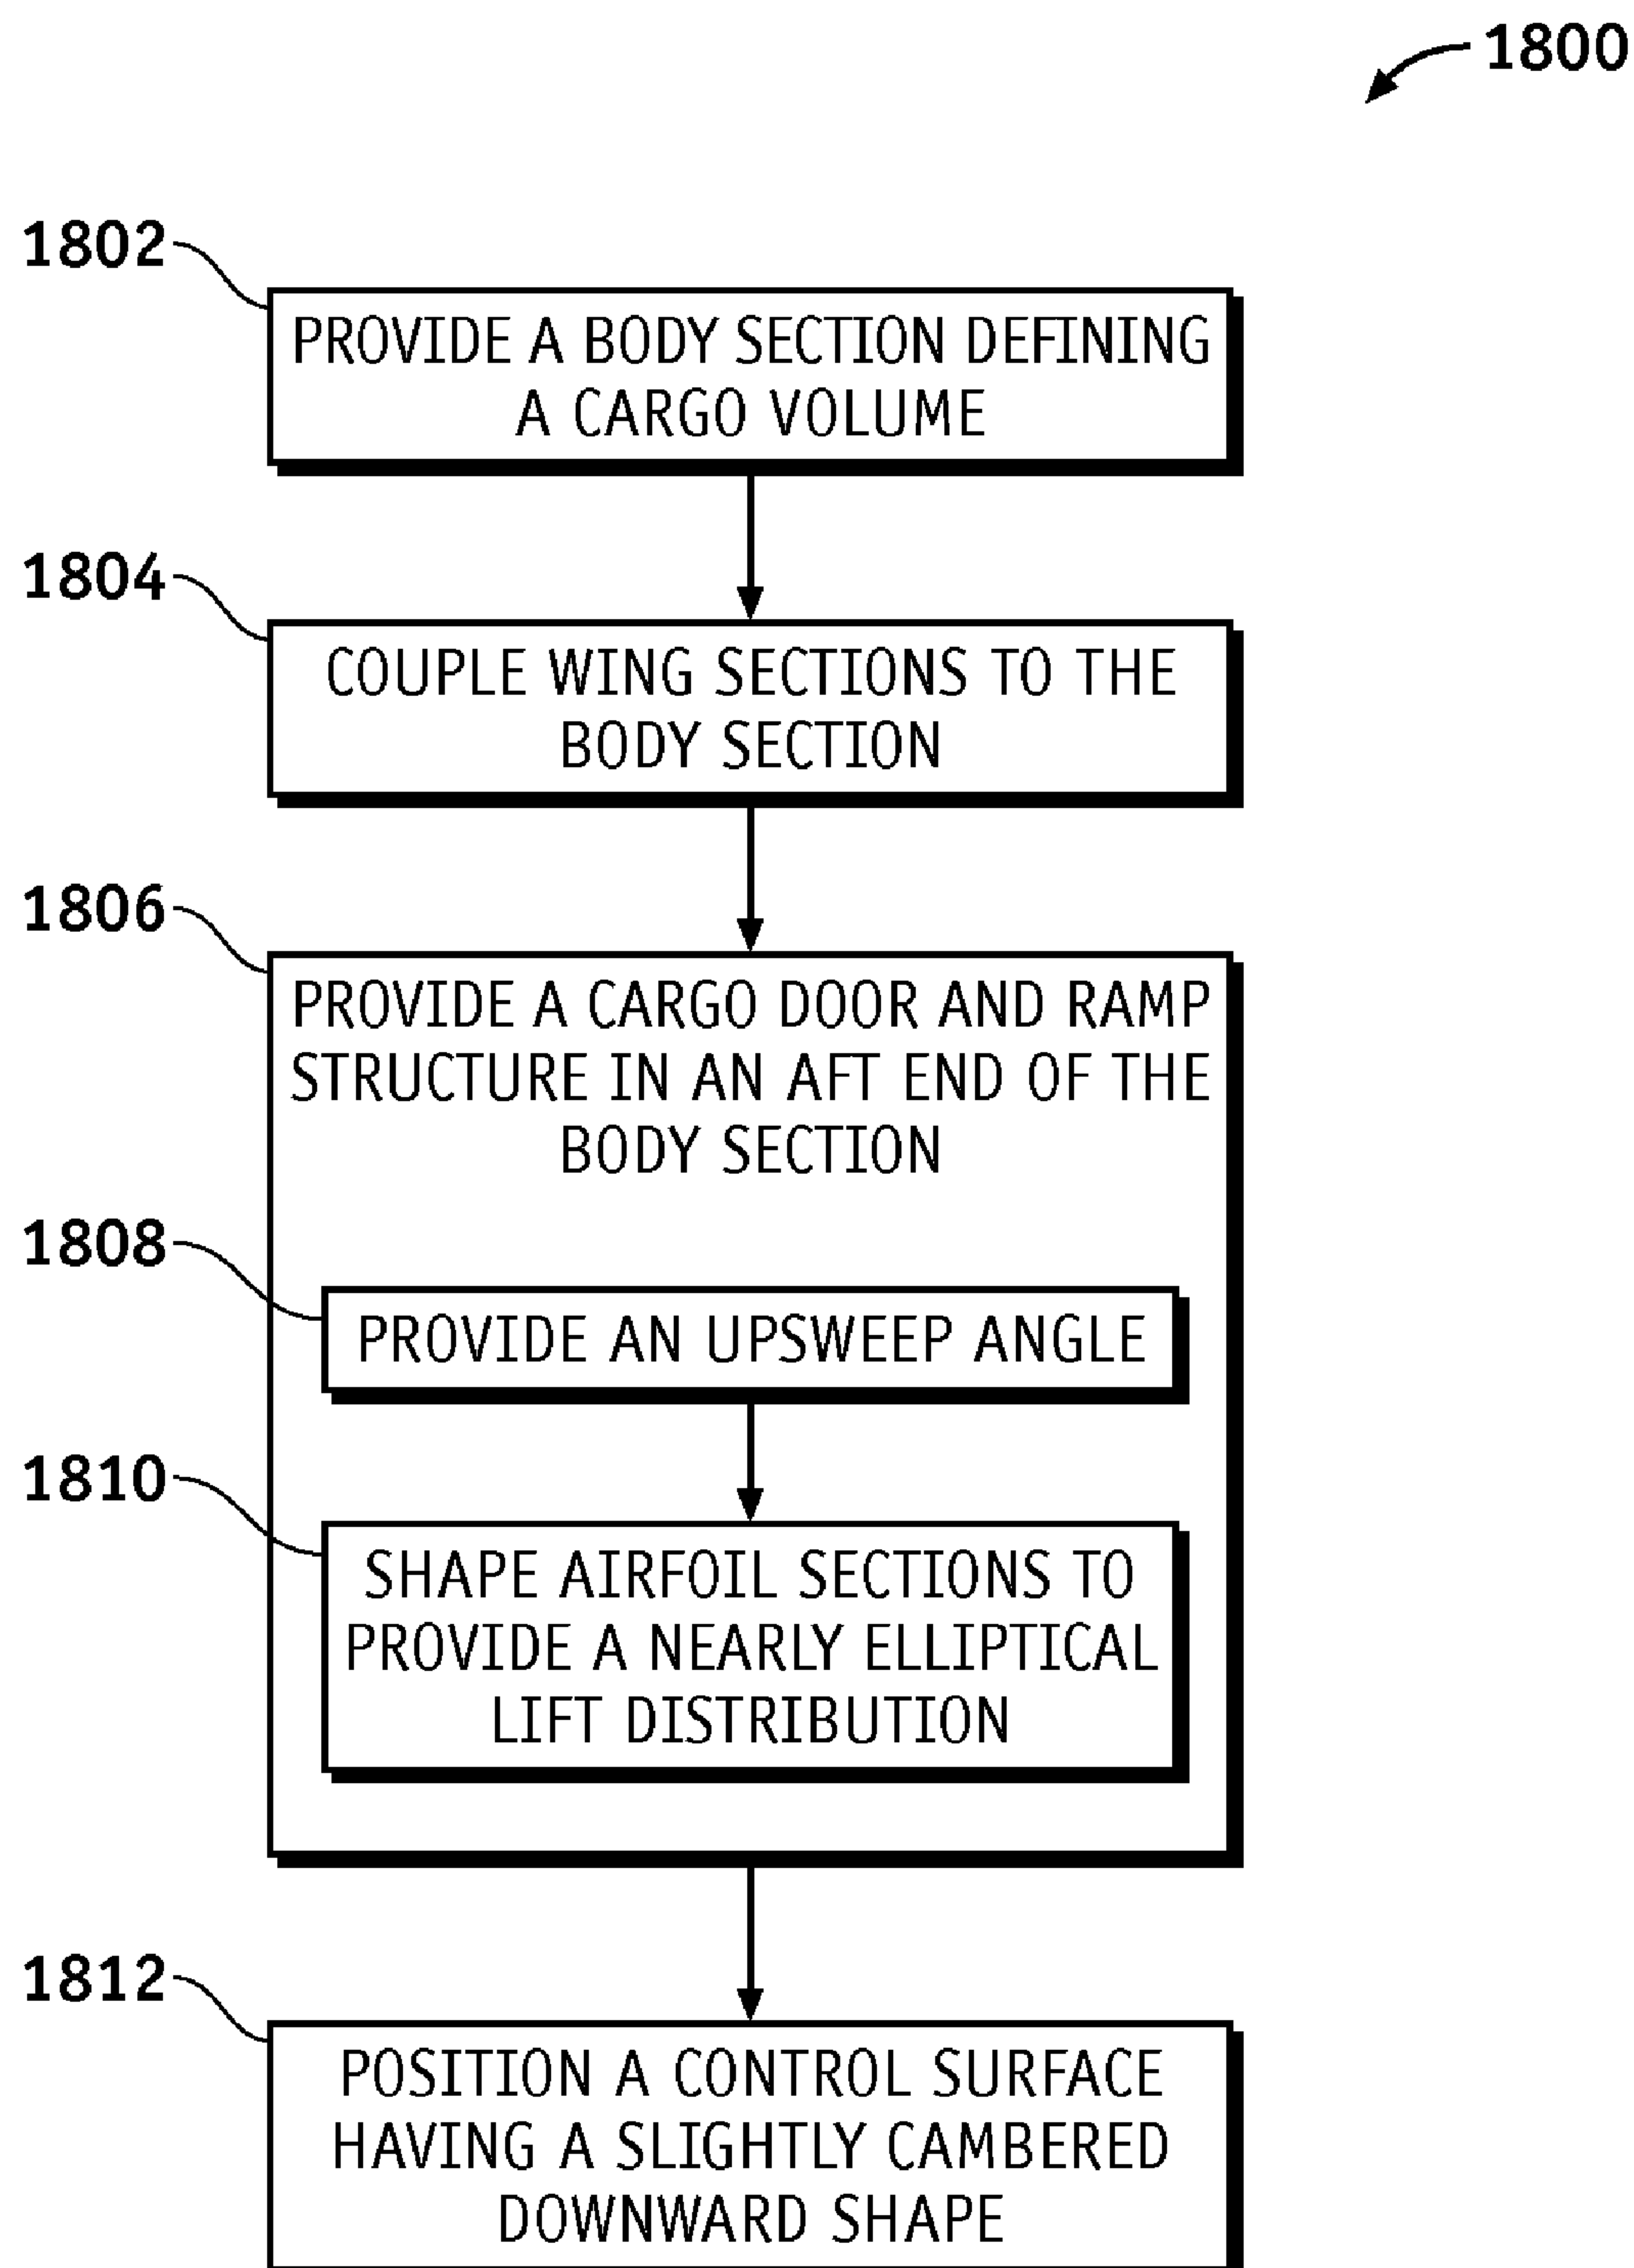 1800
1802
PROVIDE A BODY SECTION DEFINING
A CARGO VOLUME
1804
COUPLE WING SECTIONS TO THE
BODY SECTION
1806
PROVIDE A CARGO DOOR AND RAMP
STRUCTURE IN AN AFT END OF THE
BODY SECTION
1808
PROVIDE AN UPSWEEP ANGLE
1810
SHAPE AIRFOIL SECTIONS TO
PROVIDE A NEARLY ELLIPTICAL
LIFT DISTRIBUTION
1812
POSITION A CONTROL SURFACE
HAVING A SLIGHTLY CAMBERED
DOWNWARD SHAPE